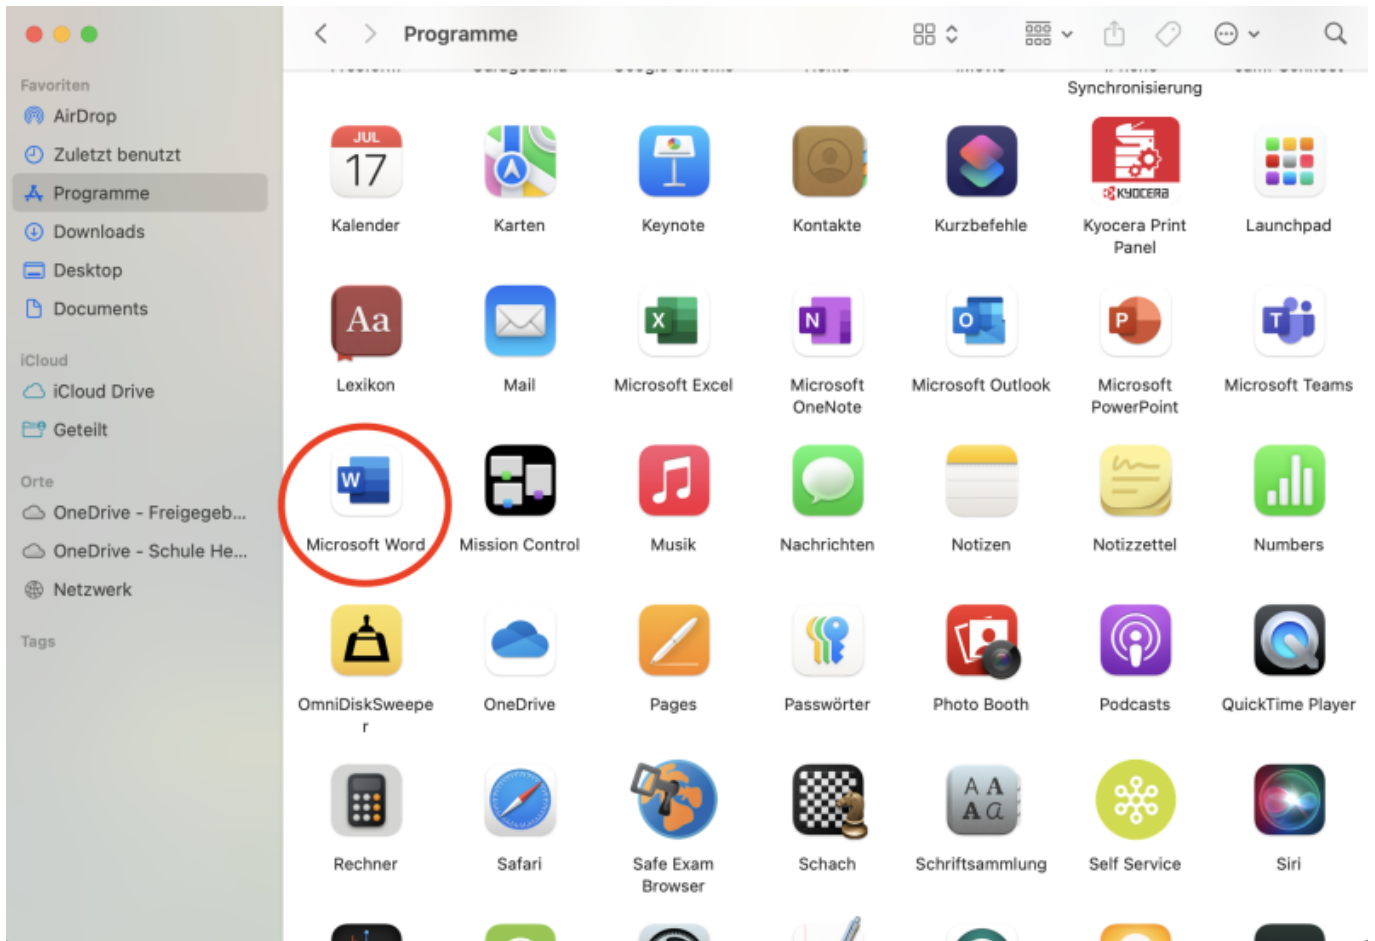 Programme
Favoriten
AirDrop
Zuletzt benutzt
Programme
Downloads
Desktop
Documents
iCloud
iCloud Drive
Geteilt
Orte
OneDrive - Freigegeb...
OneDrive - Schule He...
Netzwerk
Tags
Synchronisierung
JUL
17
KYOCERA
Kalender
Karten
Keynote
Kontakte
Kurzbefehle
Kyocera Print
Panel
Launchpad
Aa
X
N
O
P
T
Lexikon
Mail
Microsoft Excel
Microsoft
OneNote
Microsoft Outlook
Microsoft
PowerPoint
Microsoft Teams
W
Microsoft Word
Mission Control
Musik
Nachrichten
Notizen
Notizzettel
Numbers
OmniDiskSweepe
r
OneDrive
Pages
Passwörter
Photo Booth
Podcasts
QuickTime Player
A A
A a
Rechner
Safari
Safe Exam
Browser
Schach
Schriftsammlung
Self Service
Siri